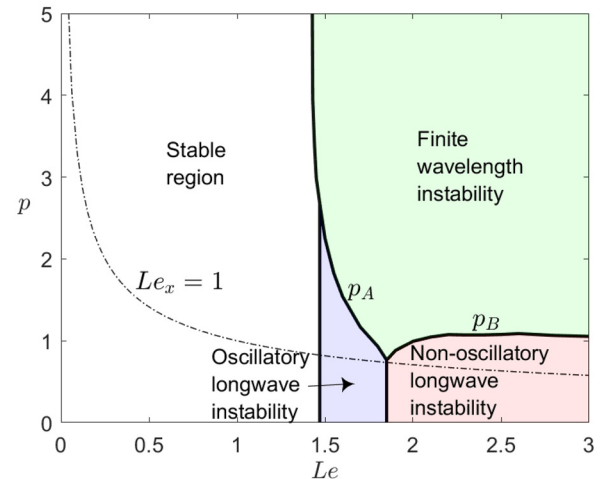 5
4
3
2
1
0
p
Stable
region
Finite
wavelength
instability
Le_x = 1
p_A
p_B
Oscillatory
longwave
instability
Non-oscillatory
longwave
instability
0 0.5 1 1.5 2 2.5 3
Le